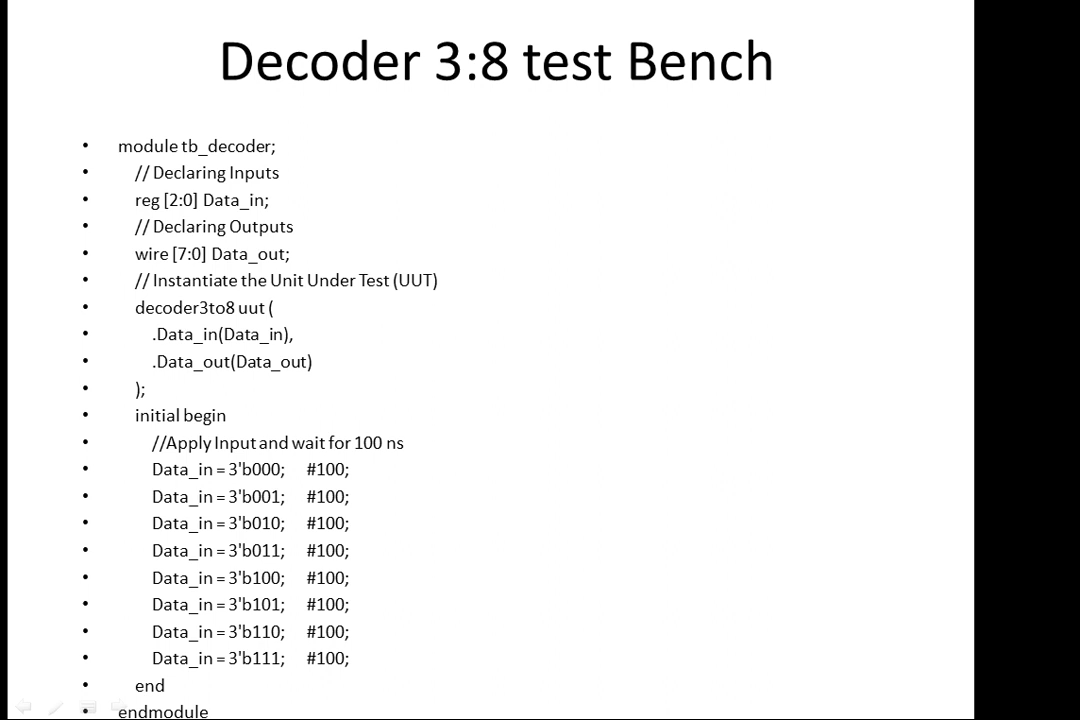 Decoder 3:8 test Bench
• module tb_decoder;
• // Declaring Inputs
• reg [2:0] Data_in;
• // Declaring Outputs
• wire [7:0] Data_out;
• // Instantiate the Unit Under Test (UUT)
• decoder3to8 uut (
• .Data_in(Data_in),
• .Data_out(Data_out)
• );
• initial begin
• //Apply Input and wait for 100 ns
• Data_in = 3'b000; #100;
• Data_in = 3'b001; #100;
• Data_in = 3'b010; #100;
• Data_in = 3'b011; #100;
• Data_in = 3'b100; #100;
• Data_in = 3'b101; #100;
• Data_in = 3'b110; #100;
• Data_in = 3'b111; #100;
• end
• endmodule